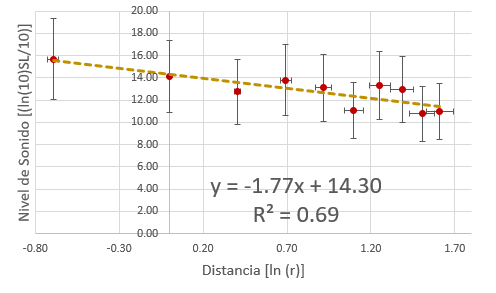 Nivel de Sonido [(ln(10)SL/10)]
20.00
18.00
16.00
14.00
12.00
10.00
8.00
6.00
4.00
2.00
0.00
y = -1.77x + 14.30
R² = 0.69
-0.80 -0.30 0.20 0.70 1.20 1.70
Distancia [ln (r)]